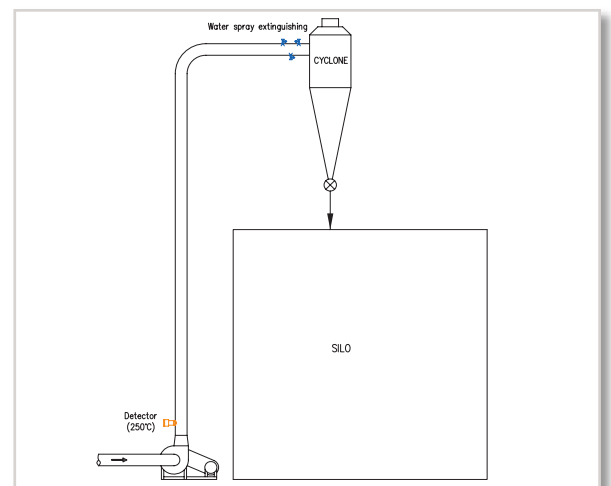 Water spray extinguishing
CYCLONE
SILO
Detector
(250℃)